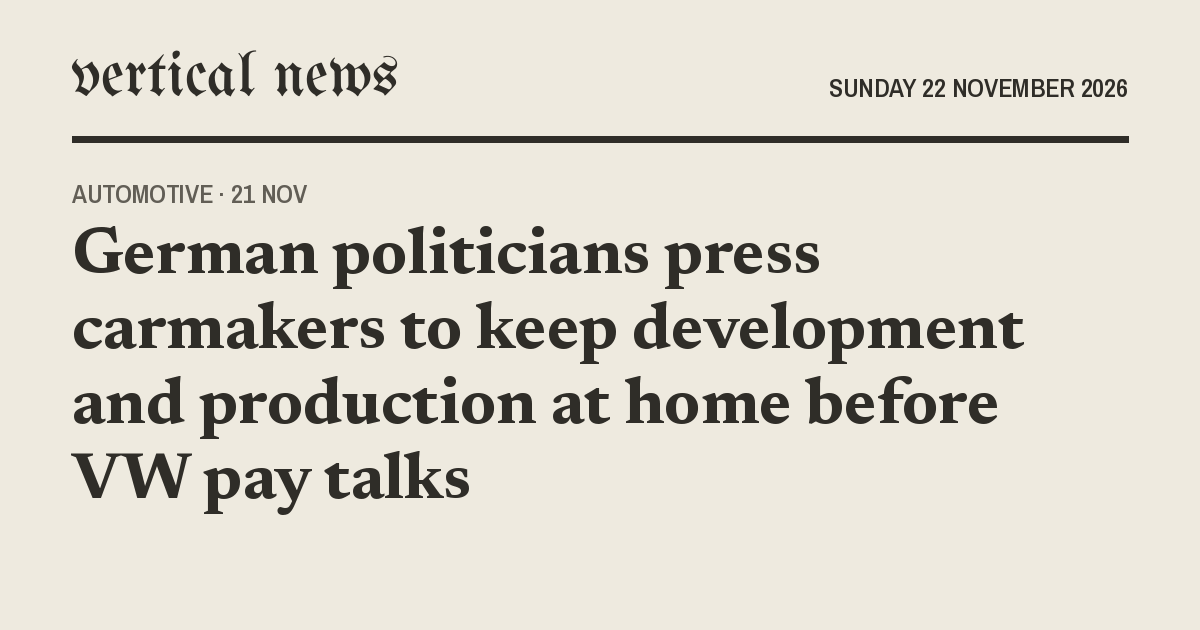 vertical news
SUNDAY 22 NOVEMBER 2026
AUTOMOTIVE · 21 NOV
German politicians press
carmakers to keep development
and production at home before
VW pay talks